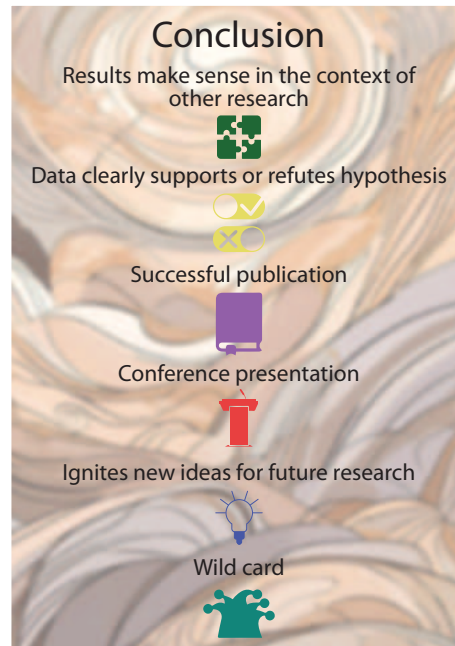 Conclusion
Results make sense in the context of
other research
Data clearly supports or refutes hypothesis
Successful publication
Conference presentation
Ignites new ideas for future research
Wild card